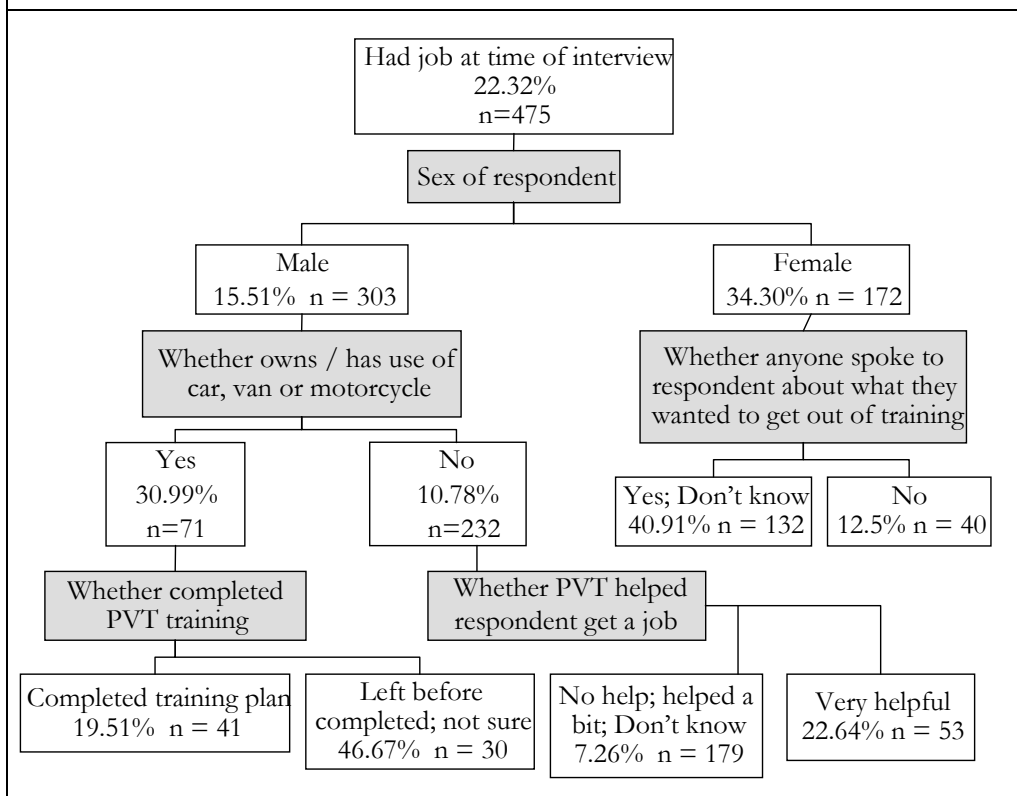 Had job at time of interview
22.32%
n=475
Sex of respondent
Male
15.51% n = 303
Female
34.30% n = 172
Whether owns / has use of
car, van or motorcycle
Whether anyone spoke to
respondent about what they
wanted to get out of training
Yes
30.99%
n=71
No
10.78%
n=232
Yes; Don't know
40.91% n = 132
No
12.5% n = 40
Whether completed
PVT training
Whether PVT helped
respondent get a job
Completed training plan
19.51% n = 41
Left before
completed; not sure
46.67% n = 30
No help; helped a
bit; Don't know
7.26% n = 179
Very helpful
22.64% n = 53